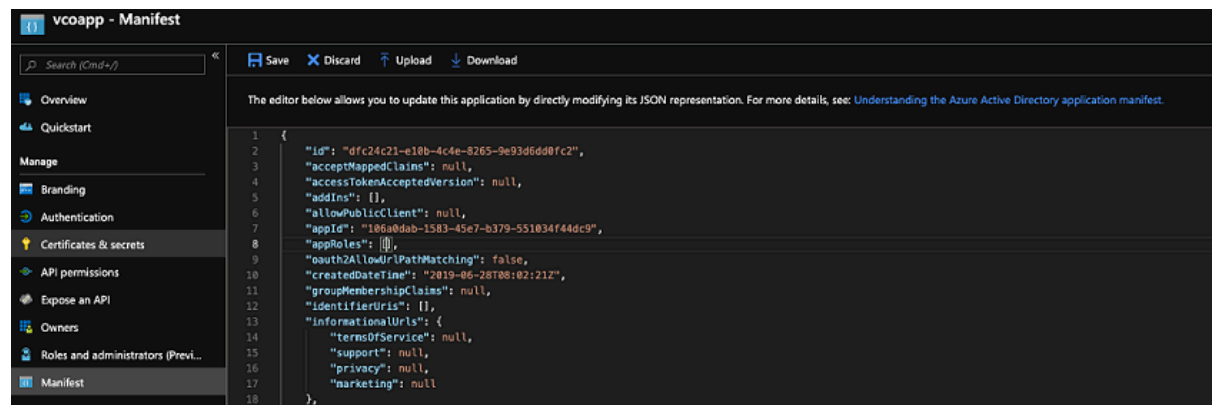 vcoapp - Manifest
Search (Cmd+/)
«
Save Discard Upload Download
Overview
Quickstart
Manage
Branding
Authentication
Certificates & secrets
API permissions
Expose an API
Owners
Roles and administrators (Previ...
Manifest
The editor below allows you to update this application by directly modifying its JSON representation. For more details, see: Understanding the Azure Active Directory application manifest.
1 {
2 "id": "dfc24c21-e10b-4c4e-8265-9e93d6dd0fc2",
3 "acceptMappedClaims": null,
4 "accessTokenAcceptedVersion": null,
5 "addIns": [],
6 "allowPublicClient": null,
7 "appId": "106a0dab-1583-45e7-b379-551034f44dc9",
8 "appRoles": [],
9 "oauth2AllowUrlPathMatching": false,
10 "createdDateTime": "2019-06-28T08:02:21Z",
11 "groupMembershipClaims": null,
12 "identifierUris": [],
13 "informationalUrls": {
14 "termsOfService": null,
15 "support": null,
16 "privacy": null,
17 "marketing": null
18 },